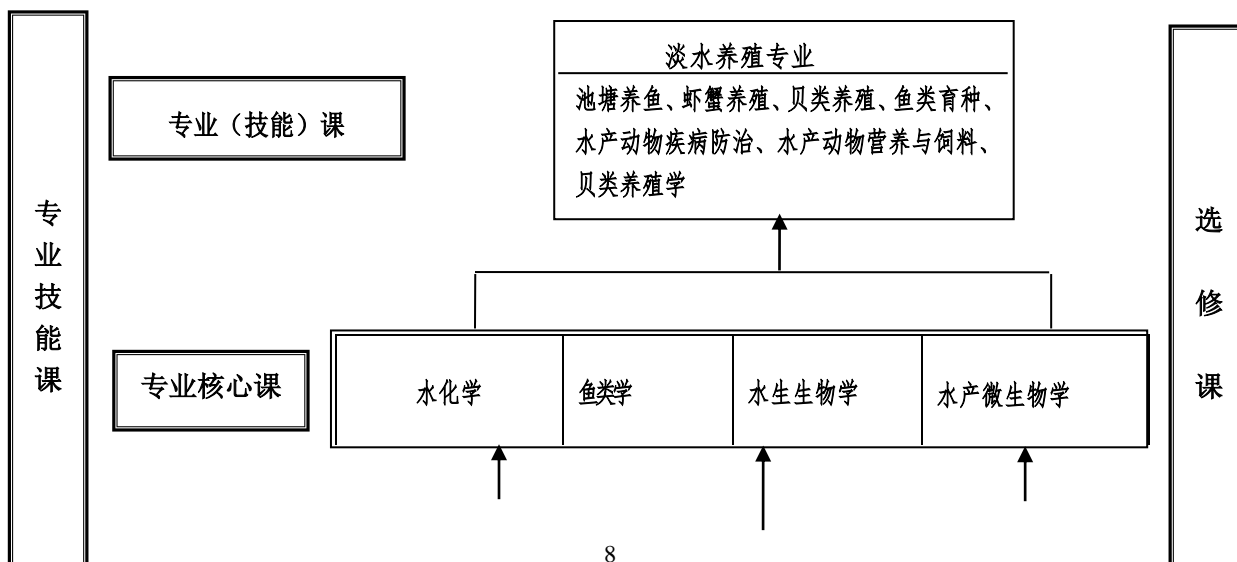 淡水养殖专业
池塘养鱼、虾蟹养殖、贝类养殖、鱼类育种、
水产动物疾病防治、水产动物营养与饲料、
贝类养殖学
专业（技能）课
专业技能课
选修课
专业核心课
水化学
鱼类学
水生生物学
水产微生物学
8